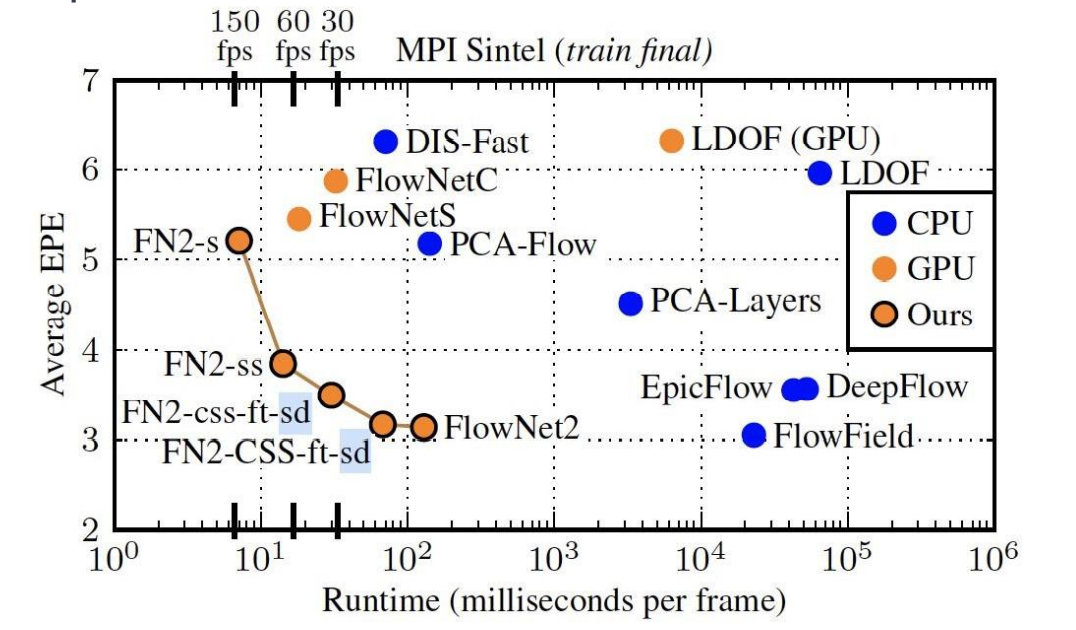 150 60 30
fps fps fps
MPI Sintel (train final)
7
DIS-Fast
LDOF (GPU)
6
FlowNetC
LDOF
FlowNetS
CPU
FN2-s
PCA-Flow
5
GPU
PCA-Layers
Ours
4
FN2-ss
EpicFlow
DeepFlow
FN2-css-ft-sd
FlowNet2
FlowField
3
FN2-CSS-ft-sd
2
Average EPE
10^0 10^1 10^2 10^3 10^4 10^5 10^6
Runtime (milliseconds per frame)